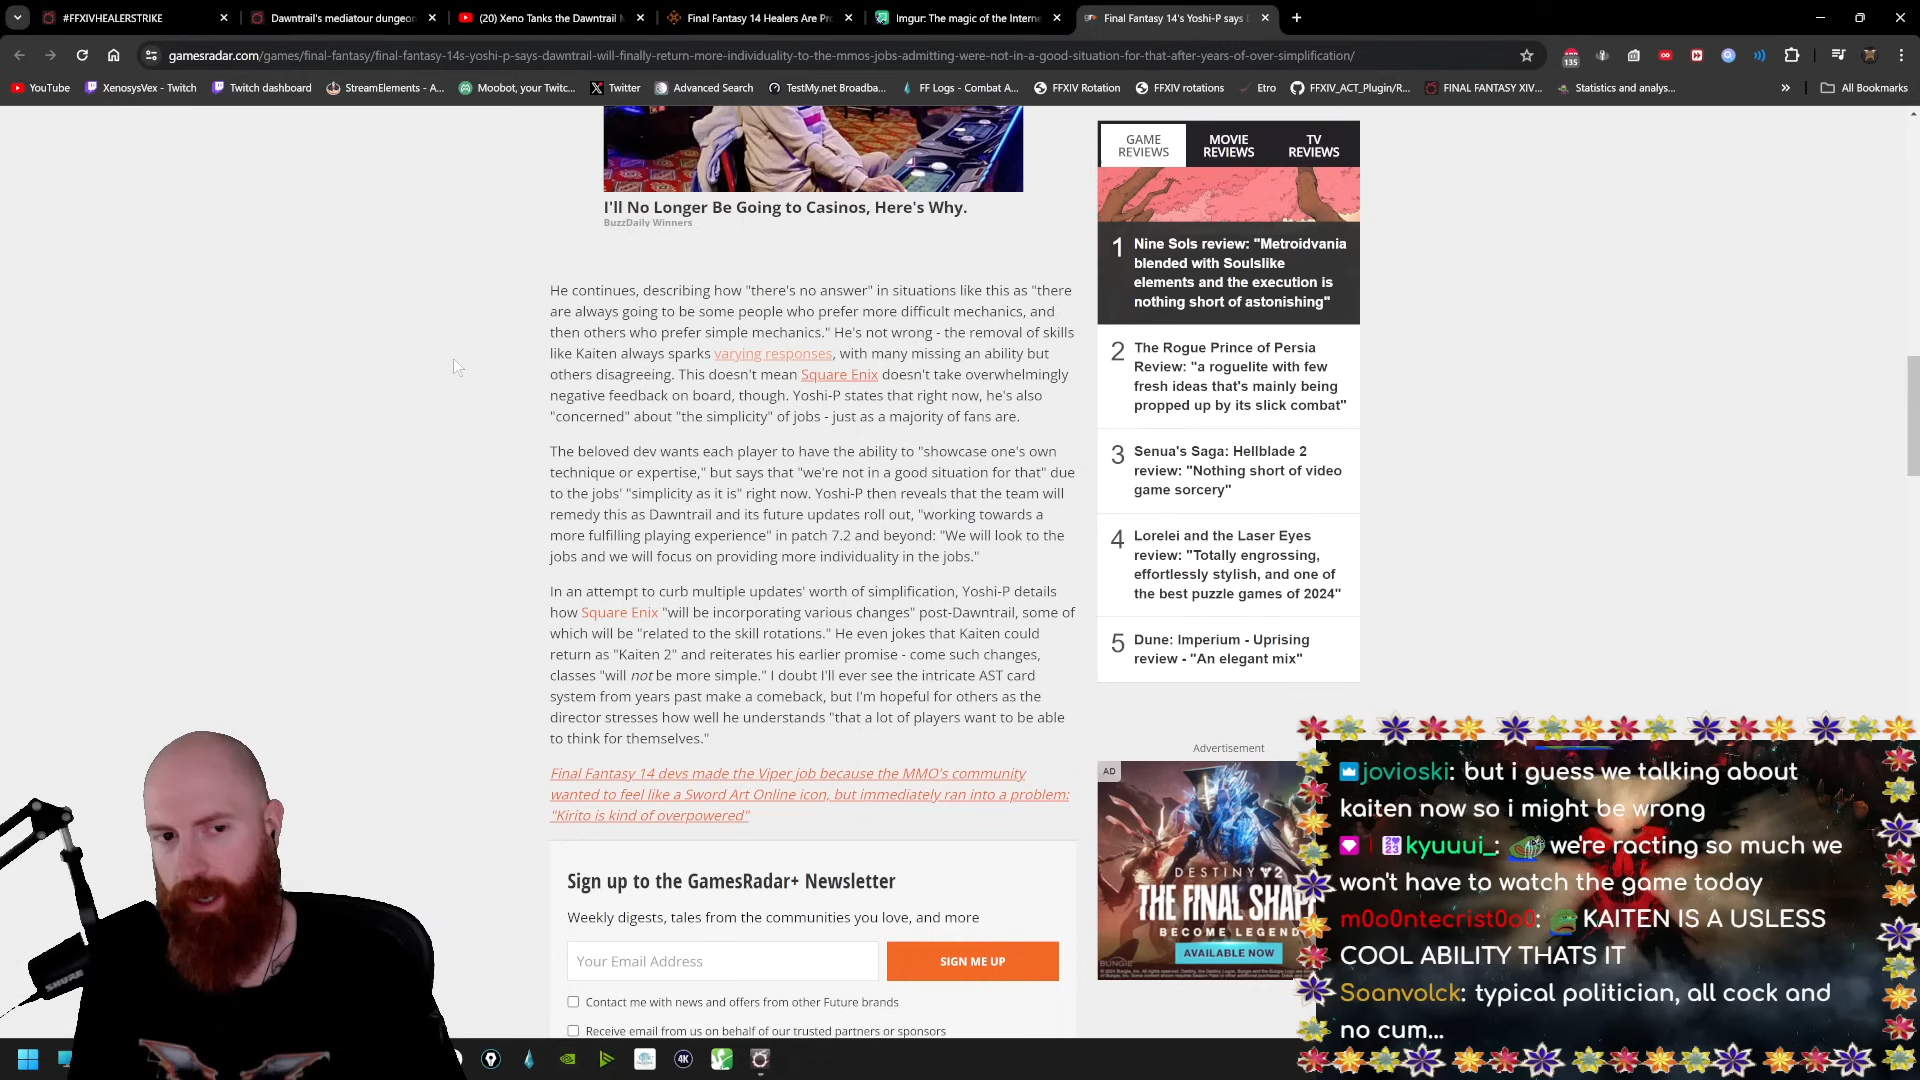 #FFXIVHEALERSTRIKE
Dawntrail's mediatour dungeon
(20) Xeno Tanks the Dawntrail
Final Fantasy 14 Healers Are Pr
Imgur: The magic of the Interne
Final Fantasy 14's Yoshi-P says
gamesradar.com/games/final-fantasy/final-fantasy-14s-yoshi-p-says-dawntrail-will-finally-return-more-individuality-to-the-mmos-jobs-admitting-were-not-in-a-good-situation-for-that-after-years-of-over-simplification/
135
YouTube
XenosysVex - Twitch
Twitch dashboard
StreamElements - A...
Moobot, your Twitc...
Twitter
Advanced Search
TestMy.net Broadba...
FF Logs - Combat A...
FFXIV Rotation
FFXIV rotations
Etro
FFXIV_ACT_Plugin/R...
FINAL FANTASY XIV...
Statistics and analys...
All Bookmarks
I'll No Longer Be Going to Casinos, Here's Why.
BuzzDaily Winners
He continues, describing how "there's no answer" in situations like this as "there
are always going to be some people who prefer more difficult mechanics, and
then others who prefer simple mechanics." He's not wrong - the removal of skills
like Kaiten always sparks varying responses, with many missing an ability but
others disagreeing. This doesn't mean Square Enix doesn't take overwhelmingly
negative feedback on board, though. Yoshi-P states that right now, he's also
"concerned" about "the simplicity" of jobs - just as a majority of fans are.
The beloved dev wants each player to have the ability to "showcase one's own
technique or expertise," but says that "we're not in a good situation for that" due
to the jobs' "simplicity as it is" right now. Yoshi-P then reveals that the team will
remedy this as Dawntrail and its future updates roll out, "working towards a
more fulfilling playing experience" in patch 7.2 and beyond: "We will look to the
jobs and we will focus on providing more individuality in the jobs."
In an attempt to curb multiple updates' worth of simplification, Yoshi-P details
how Square Enix "will be incorporating various changes" post-Dawntrail, some of
which will be "related to the skill rotations." He even jokes that Kaiten could
return as "Kaiten 2" and reiterates his earlier promise - come such changes,
classes "will not be more simple." I doubt I'll ever see the intricate AST card
system from years past make a comeback, but I'm hopeful for others as the
director stresses how well he understands "that a lot of players want to be able
to think for themselves."
Final Fantasy 14 devs made the Viper job because the MMO's community
wanted to feel like a Sword Art Online icon, but immediately ran into a problem:
"Kirito is kind of overpowered"
Sign up to the GamesRadar+ Newsletter
Weekly digests, tales from the communities you love, and more
Your Email Address
SIGN ME UP
Contact me with news and offers from other Future brands
Receive email from us on behalf of our trusted partners or sponsors
GAME
REVIEWS
MOVIE
REVIEWS
TV
REVIEWS
1
Nine Sols review: "Metroidvania
blended with Soulslike
elements and the execution is
nothing short of astonishing"
2
The Rogue Prince of Persia
Review: "a roguelite with few
fresh ideas that's mainly being
propped up by its slick combat"
3
Senua's Saga: Hellblade 2
review: "Nothing short of video
game sorcery"
4
Lorelei and the Laser Eyes
review: "Totally engrossing,
effortlessly stylish, and one of
the best puzzle games of 2024"
5
Dune: Imperium - Uprising
review - "An elegant mix"
Advertisement
AD
DESTINY 2
THE FINAL SHAP
BECOME LEGEND
AVAILABLE NOW
BUNGIE
jovioski: but i guess we talking about
kaiten now so i might be wrong
kyuuui_: we're racting so much we
won't have to watch the game today
m0o0ntecrist0o0: KAITEN IS A USLESS
COOL ABILITY THATS IT
Soanvolck: typical politician, all cock and
no cum...
SHURE
4K